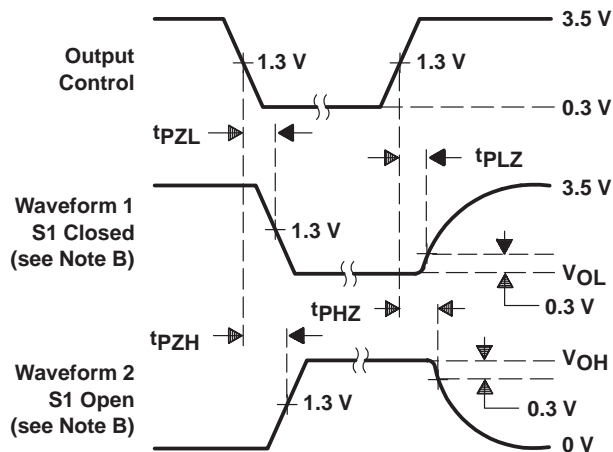 3.5 V
Output
Control
1.3 V
1.3 V
0.3 V
tPZL
tPLZ
3.5 V
Waveform 1
S1 Closed
(see Note B)
1.3 V
VOL
0.3 V
tPHZ
tPZH
VOH
Waveform 2
S1 Open
(see Note B)
1.3 V
0.3 V
0 V